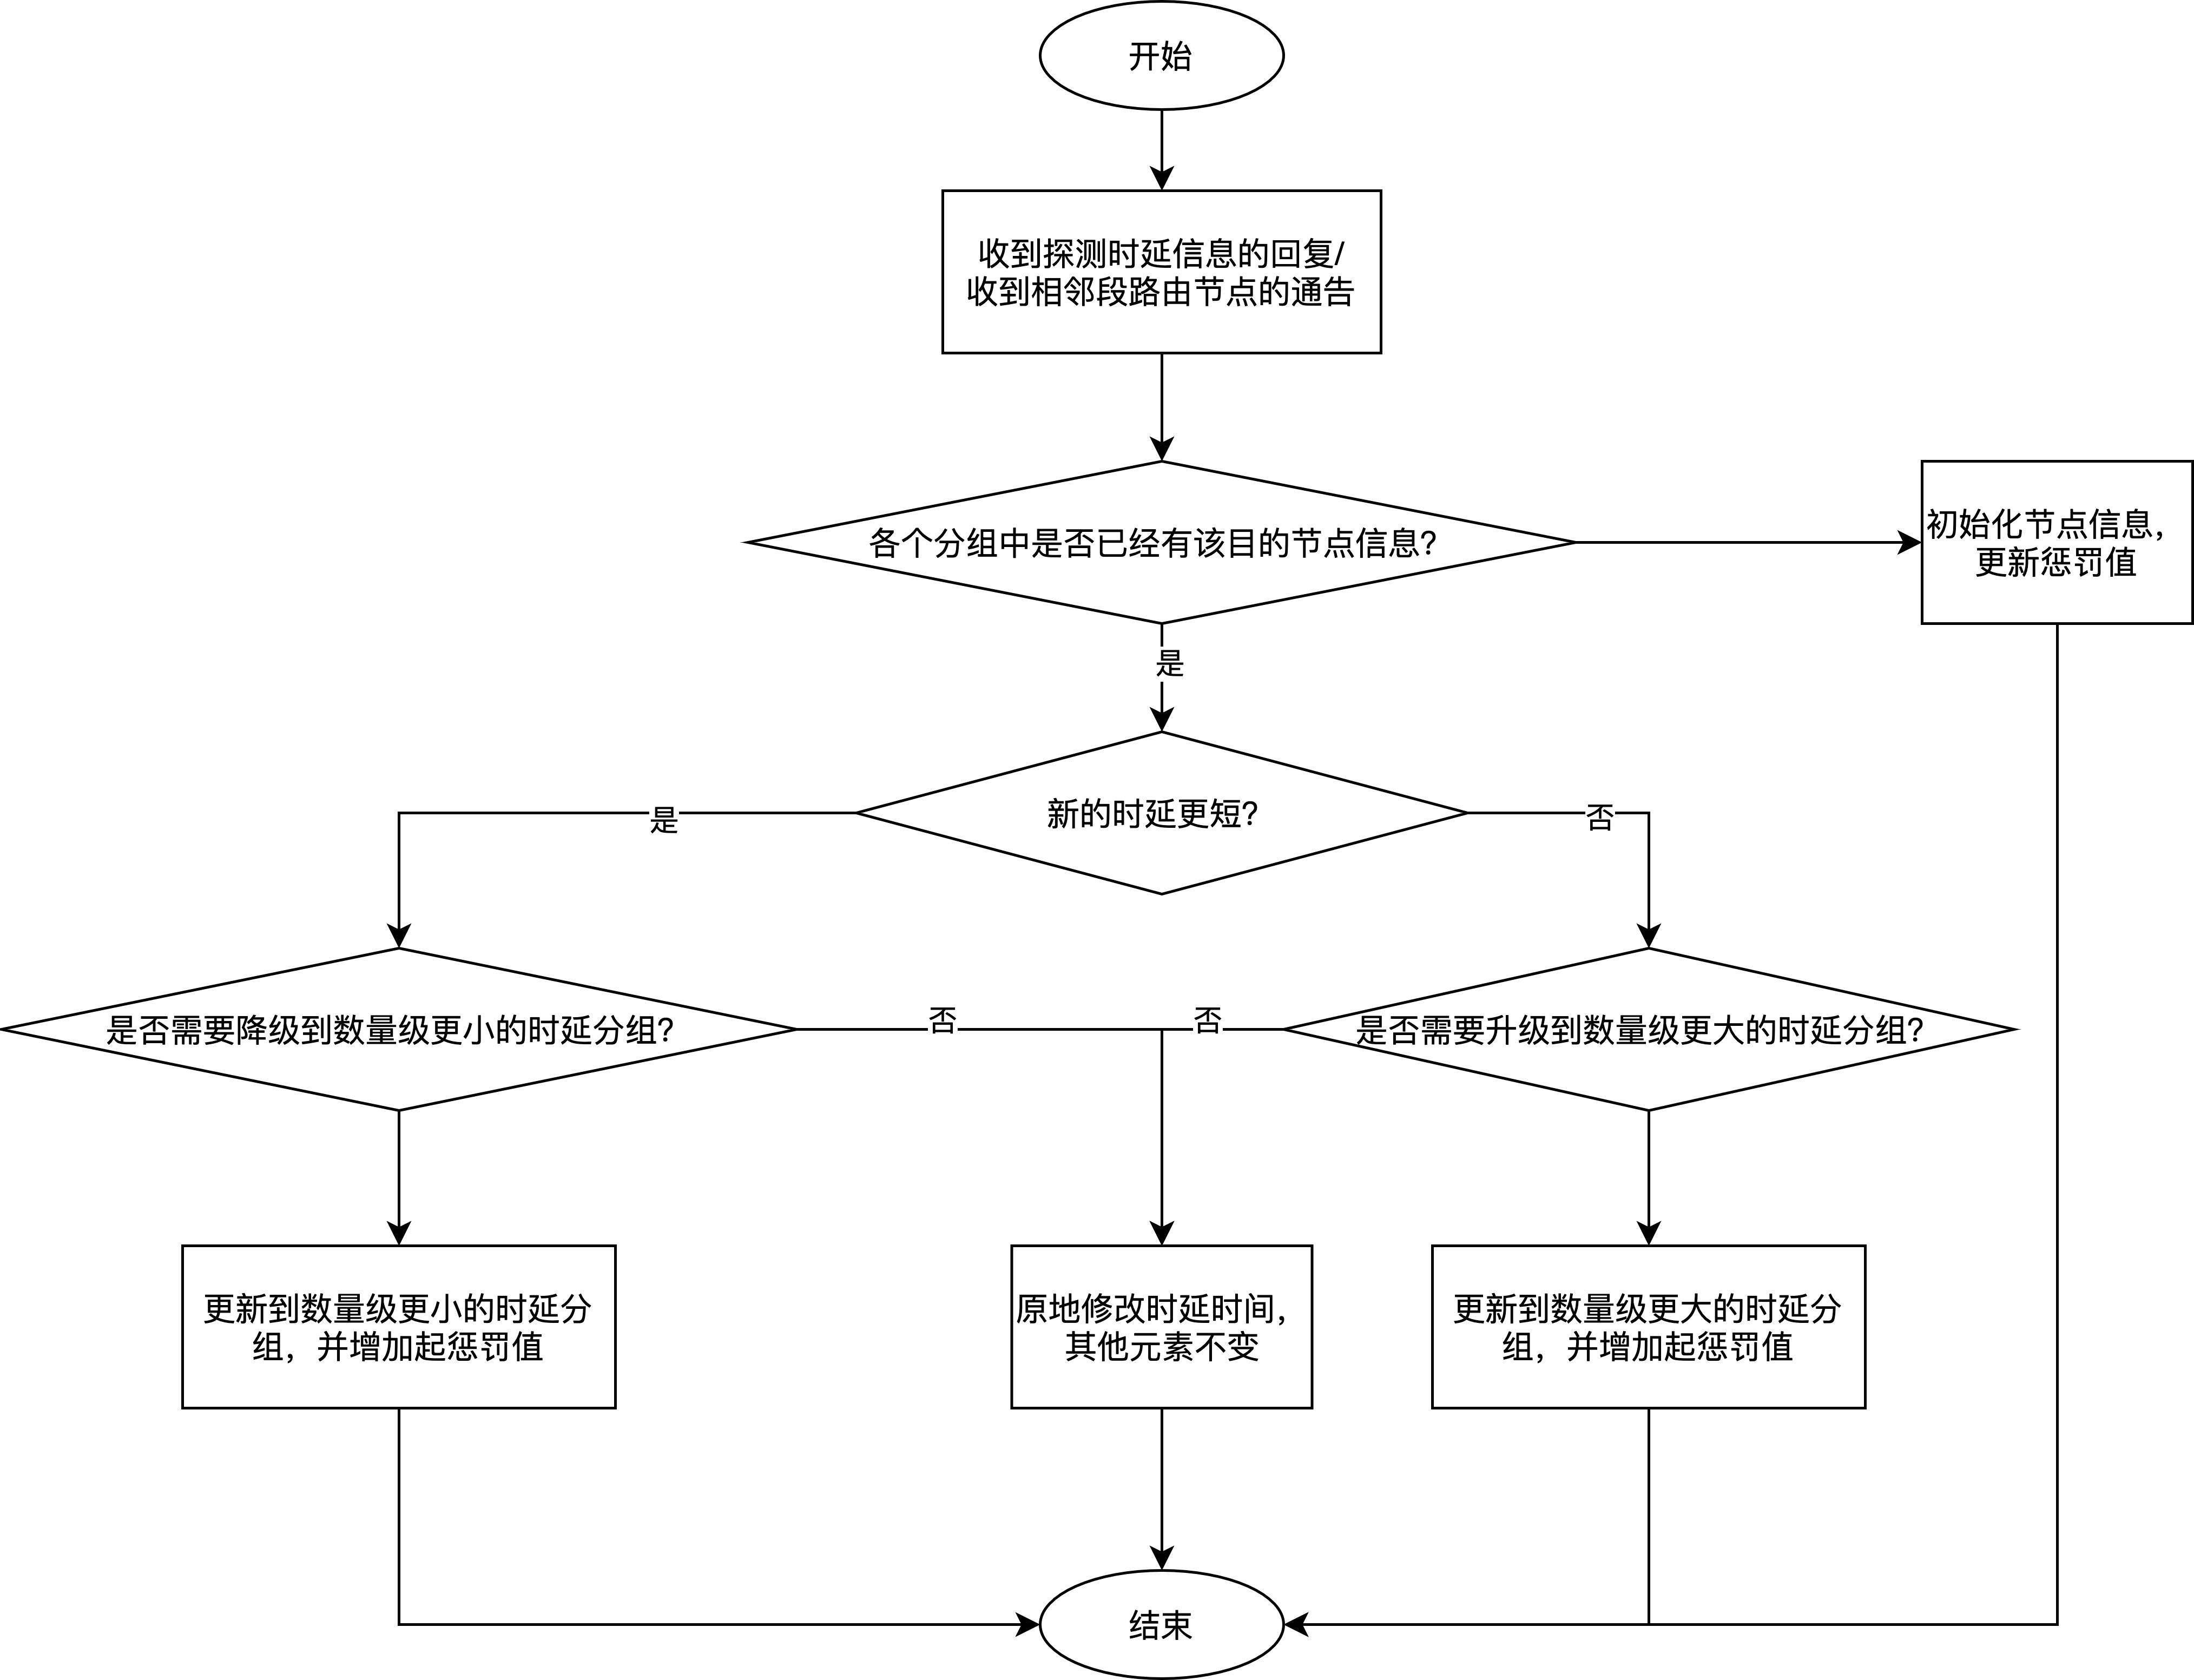 开始
收到探测时延信息的回复/
收到相邻段路由节点的通告
各个分组中是否已经有该目的节点信息?
初始化节点信息，
更新惩罚值
是
新的时延更短?
是
否
是否需要降级到数量级更小的时延分组?
否
否
是否需要升级到数量级更大的时延分组?
更新到数量级更小的时延分
组，并增加起惩罚值
原地修改时延时间，
其他元素不变
更新到数量级更大的时延分
组，并增加起惩罚值
结束